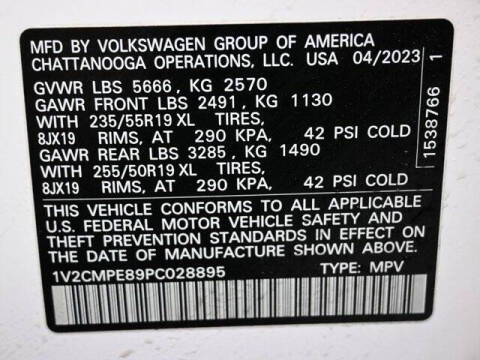 MFD BY VOLKSWAGEN GROUP OF AMERICA
CHATTANOOGA OPERATIONS, LLC. USA 04/2023
GVWR LBS 5666 , KG 2570
GAWR FRONT LBS 2491 , KG 1130
WITH 235/55R19 XL TIRES,
8JX19 RIMS, AT 290 KPA, 42 PSI COLD
GAWR REAR LBS 3285 , KG 1490
WITH 255/50R19 XL TIRES,
8JX19 RIMS, AT 290 KPA, 42 PSI COLD
THIS VEHICLE CONFORMS TO ALL APPLICABLE
U.S. FEDERAL MOTOR VEHICLE SAFETY AND
THEFT PREVENTION STANDARDS IN EFFECT ON
THE DATE OF MANUFACTURE SHOWN ABOVE.
1V2CMPE89PC028895 TYPE: MPV
1538766 1